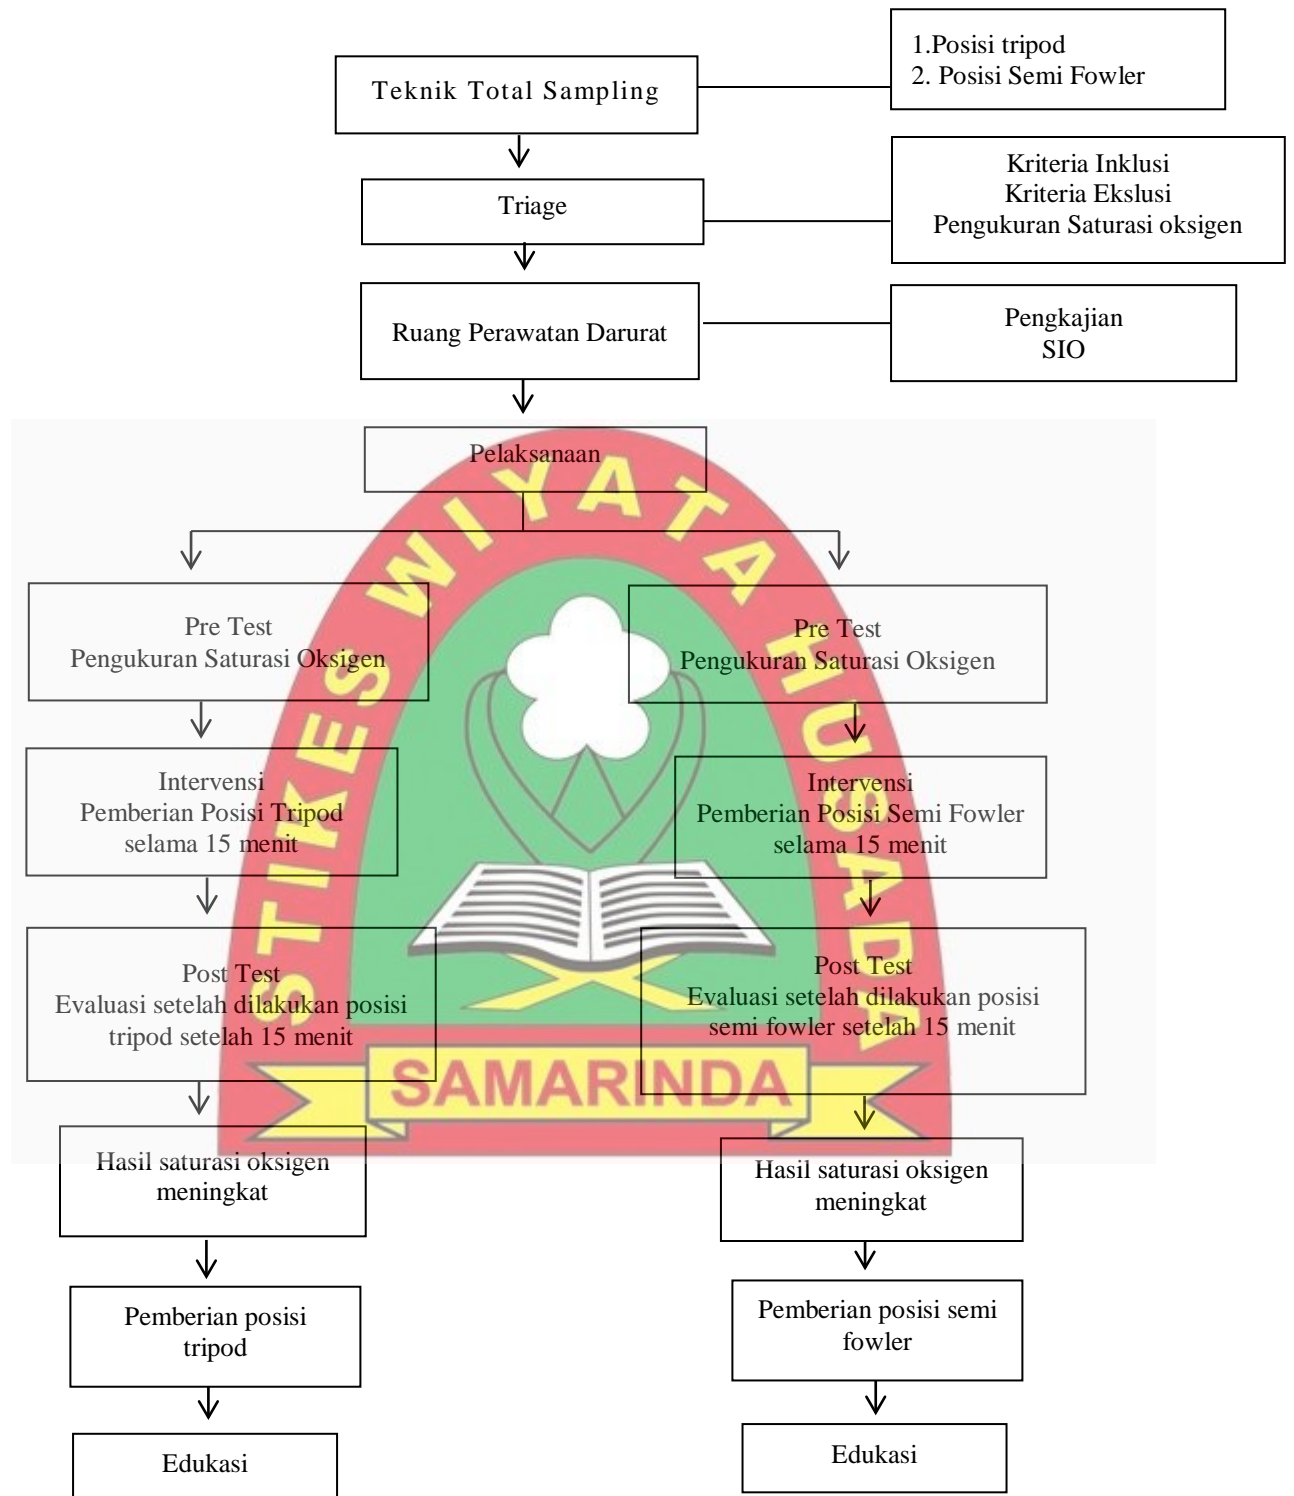 Teknik Total Sampling
1.Posisi tripod
2. Posisi Semi Fowler
Triage
Kriteria Inklusi
Kriteria Ekslusi
Pengukuran Saturasi oksigen
Ruang Perawatan Darurat
Pengkajian
SIO
Pelaksanaan
STIKES WIYATA HUSADA
SAMARINDA
Pre Test
Pengukuran Saturasi Oksigen
Pre Test
Pengukuran Saturasi Oksigen
Intervensi
Pemberian Posisi Tripod
selama 15 menit
Intervensi
Pemberian Posisi Semi Fowler
selama 15 menit
Post Test
Evaluasi setelah dilakukan posisi
tripod setelah 15 menit
Post Test
Evaluasi setelah dilakukan posisi
semi fowler setelah 15 menit
Hasil saturasi oksigen
meningkat
Hasil saturasi oksigen
meningkat
Pemberian posisi
tripod
Pemberian posisi semi
fowler
Edukasi
Edukasi